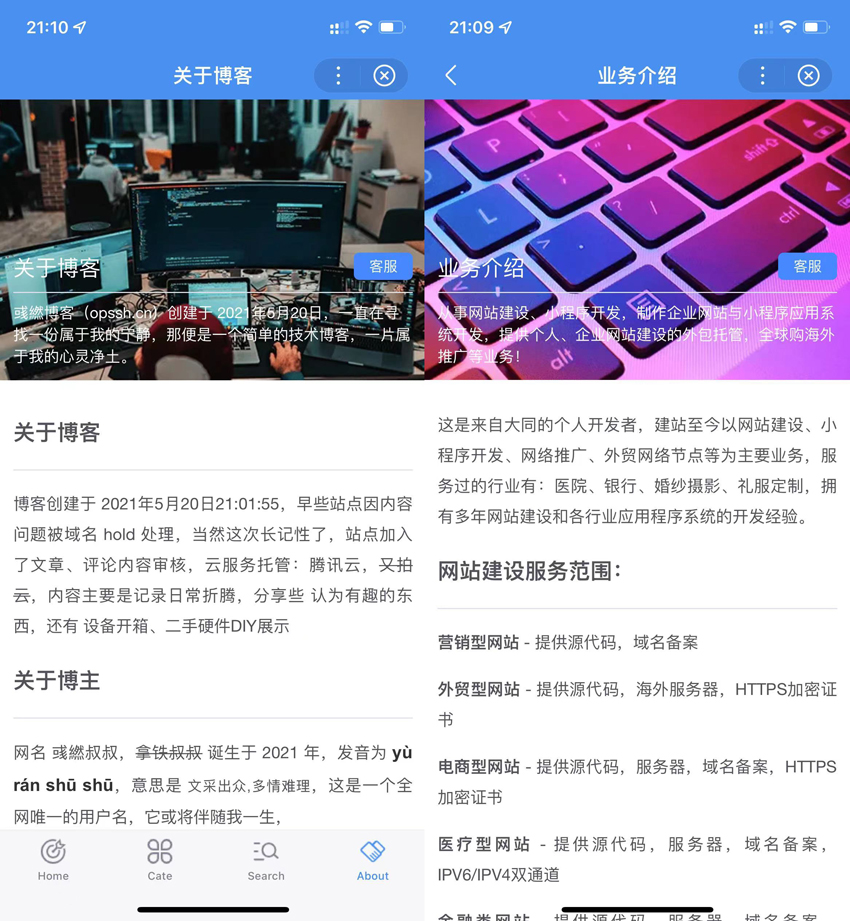 21:10
关于博客
关于博客
客服
彧繎博客（opssh.cn）创建于 2021年5月20日，一直在寻
找一份属于我的宁静，那便是一个简单的技术博客，一片属
于我的心灵净土。
关于博客
博客创建于 2021年5月20日21:01:55，早些站点因内容
问题被域名 hold 处理，当然这次长记性了，站点加入
了文章、评论内容审核，云服务托管：腾讯云，又拍
云，内容主要是记录日常折腾，分享些 认为有趣的东
西，还有 设备开箱、二手硬件DIY展示
关于博主
网名 彧繎叔叔，拿铁叔叔 诞生于 2021 年，发音为 yù
rán shū shū，意思是 文采出众,多情难理，这是一个全
网唯一的用户名，它或将伴随我一生，
Home
Cate
Search
About
21:09
业务介绍
P
shift
L
?
/
ctrl
alt
业务介绍
客服
从事网站建设、小程序开发，制作企业网站与小程序应用系
统开发，提供个人、企业网站建设的外包托管，全球购海外
推广等业务！
这是来自大同的个人开发者，建站至今以网站建设、小
程序开发、网络推广、外贸网络节点等为主要业务，服
务过的行业有：医院、银行、婚纱摄影、礼服定制，拥
有多年网站建设和各行业应用程序系统的开发经验。
网站建设服务范围：
营销型网站 - 提供源代码，域名备案
外贸型网站 - 提供源代码，海外服务器，HTTPS加密证
书
电商型网站 - 提供源代码，服务器，域名备案，HTTPS
加密证书
医疗型网站 - 提供源代码，服务器，域名备案，
IPV6/IPV4双通道
金融类网站 - 提供源代码，服务器，域名备案，